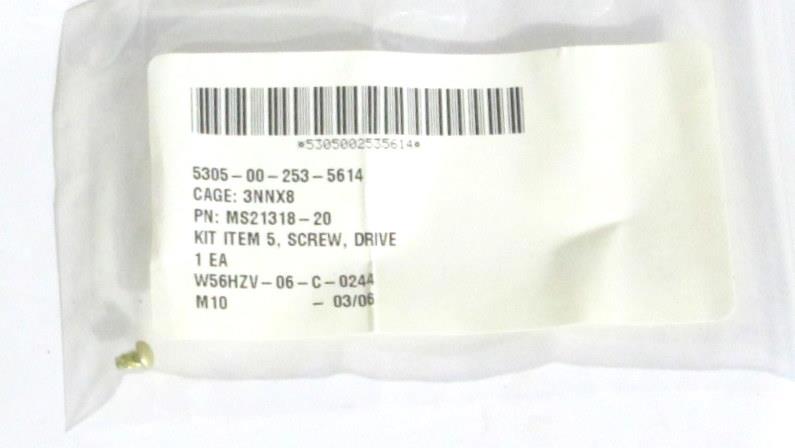 *5305002535614*
5305-00-253-5614
CAGE: 3NNX8
PN: MS21318-20
KIT ITEM 5, SCREW, DRIVE
1 EA
W56HZV-06-C-0244
M10 - 03/06